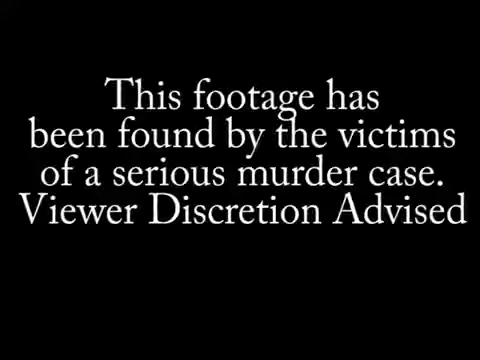 This footage has
been found by the victims
of a serious murder case.
Viewer Discretion Advised